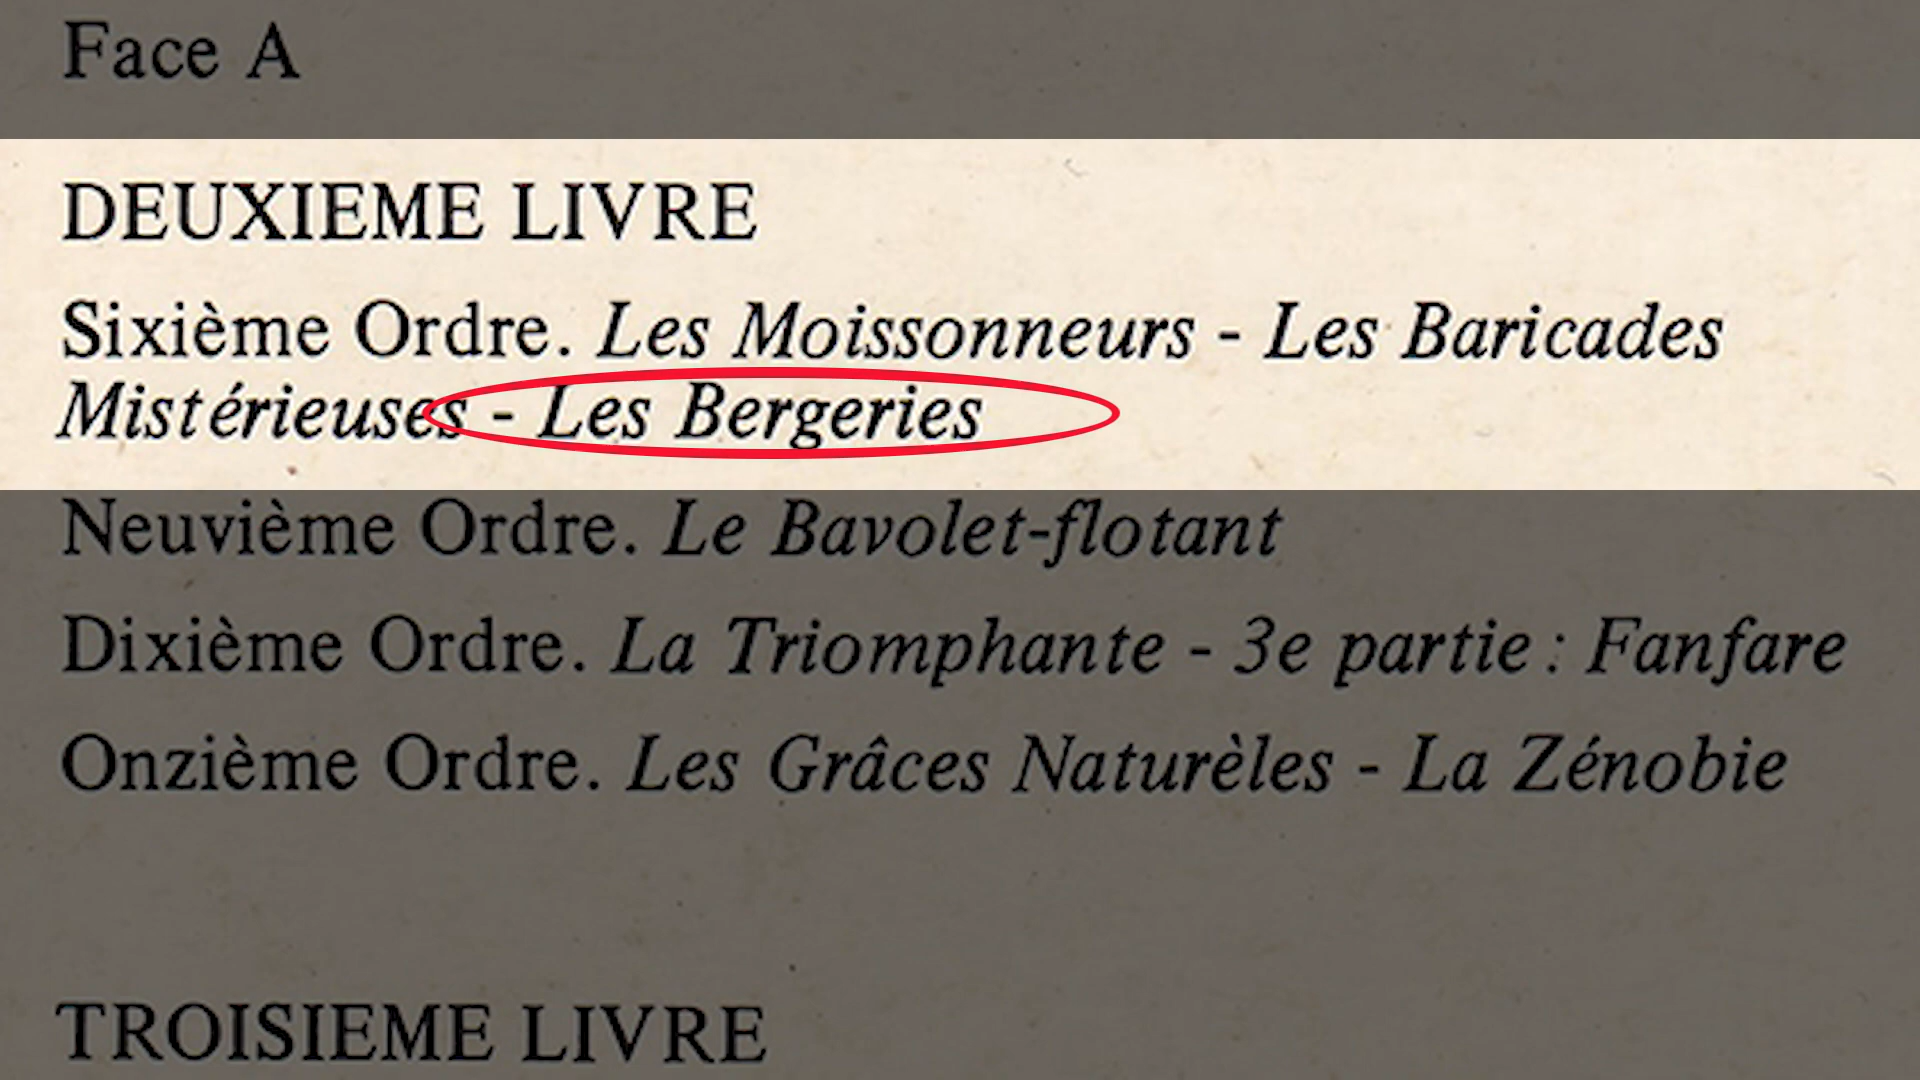 Face A
DEUXIEME LIVRE
Sixième Ordre. Les Moissonneurs - Les Baricades
Mistérieuses - Les Bergeries
Neuvième Ordre. Le Bavolet-flotant
Dixième Ordre. La Triomphante - 3e partie : Fanfare
Onzième Ordre. Les Grâces Naturèles - La Zénobie
TROISIEME LIVRE